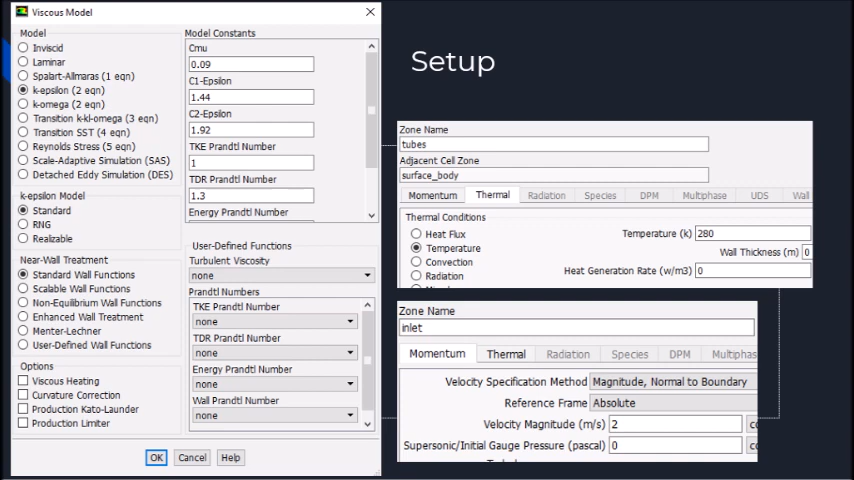 Viscous Model
Model
Inviscid
Laminar
Spalart-Allmaras (1 eqn)
k-epsilon (2 eqn)
k-omega (2 eqn)
Transition k-kl-omega (3 eqn)
Transition SST (4 eqn)
Reynolds Stress (5 eqn)
Scale-Adaptive Simulation (SAS)
Detached Eddy Simulation (DES)
k-epsilon Model
Standard
RNG
Realizable
Near-Wall Treatment
Standard Wall Functions
Scalable Wall Functions
Non-Equilibrium Wall Functions
Enhanced Wall Treatment
Menter-Lechner
User-Defined Wall Functions
Options
Viscous Heating
Curvature Correction
Production Kato-Launder
Production Limiter
Model Constants
Cmu
0.09
C1-Epsilon
1.44
C2-Epsilon
1.92
TKE Prandtl Number
1
TDR Prandtl Number
1.3
Energy Prandtl Number
User-Defined Functions
Turbulent Viscosity
none
Prandtl Numbers
TKE Prandtl Number
none
TDR Prandtl Number
none
Energy Prandtl Number
none
Wall Prandtl Number
none
OK Cancel Help
Setup
Zone Name
tubes
Adjacent Cell Zone
surface_body
Momentum Thermal Radiation Species DPM Multiphase UDS Wall
Thermal Conditions
Heat Flux
Temperature
Convection
Radiation
Temperature (k) 280
Wall Thickness (m) 0
Heat Generation Rate (w/m3) 0
Zone Name
inlet
Momentum Thermal Radiation Species DPM Multiphas
Velocity Specification Method Magnitude, Normal to Boundary
Reference Frame Absolute
Velocity Magnitude (m/s) 2 co
Supersonic/Initial Gauge Pressure (pascal) 0 co